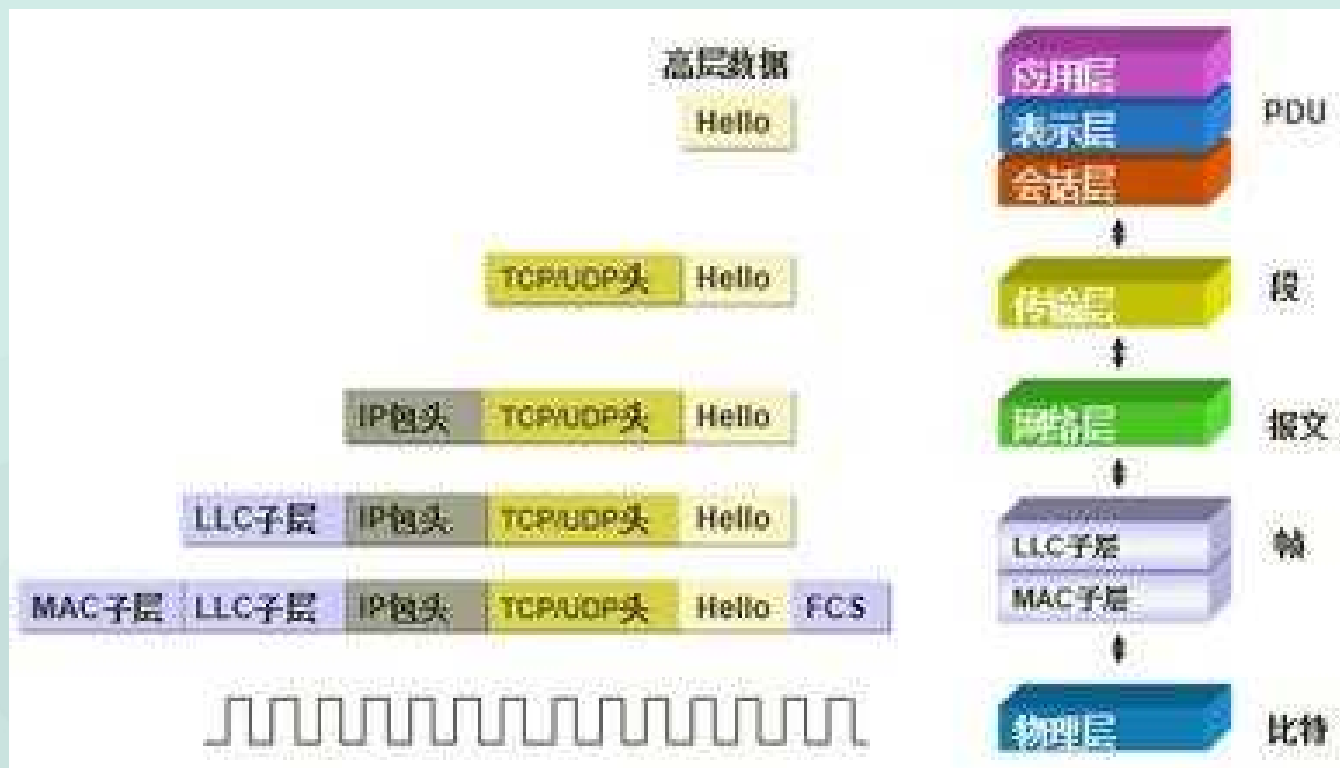 高层数据
Hello
应用层
表示层
会话层
PDU
TCP/UDP头 Hello
传输层
段
IP包头 TCP/UDP头 Hello
网络层
报文
LLC子层 IP包头 TCP/UDP头 Hello
LLC子层
帧
MAC子层 LLC子层 IP包头 TCP/UDP头 Hello FCS
MAC子层
物理层
比特